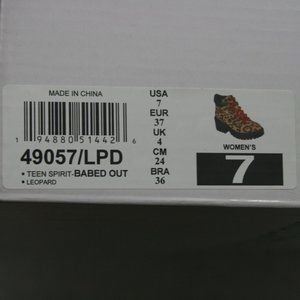 MADE IN CHINA
1 94880 51442 6
49057/LPD
• TEEN SPIRIT-BABED OUT
• LEOPARD
USA
7
EUR
37
UK
4
CM
24
BRA
36
WOMEN'S
7